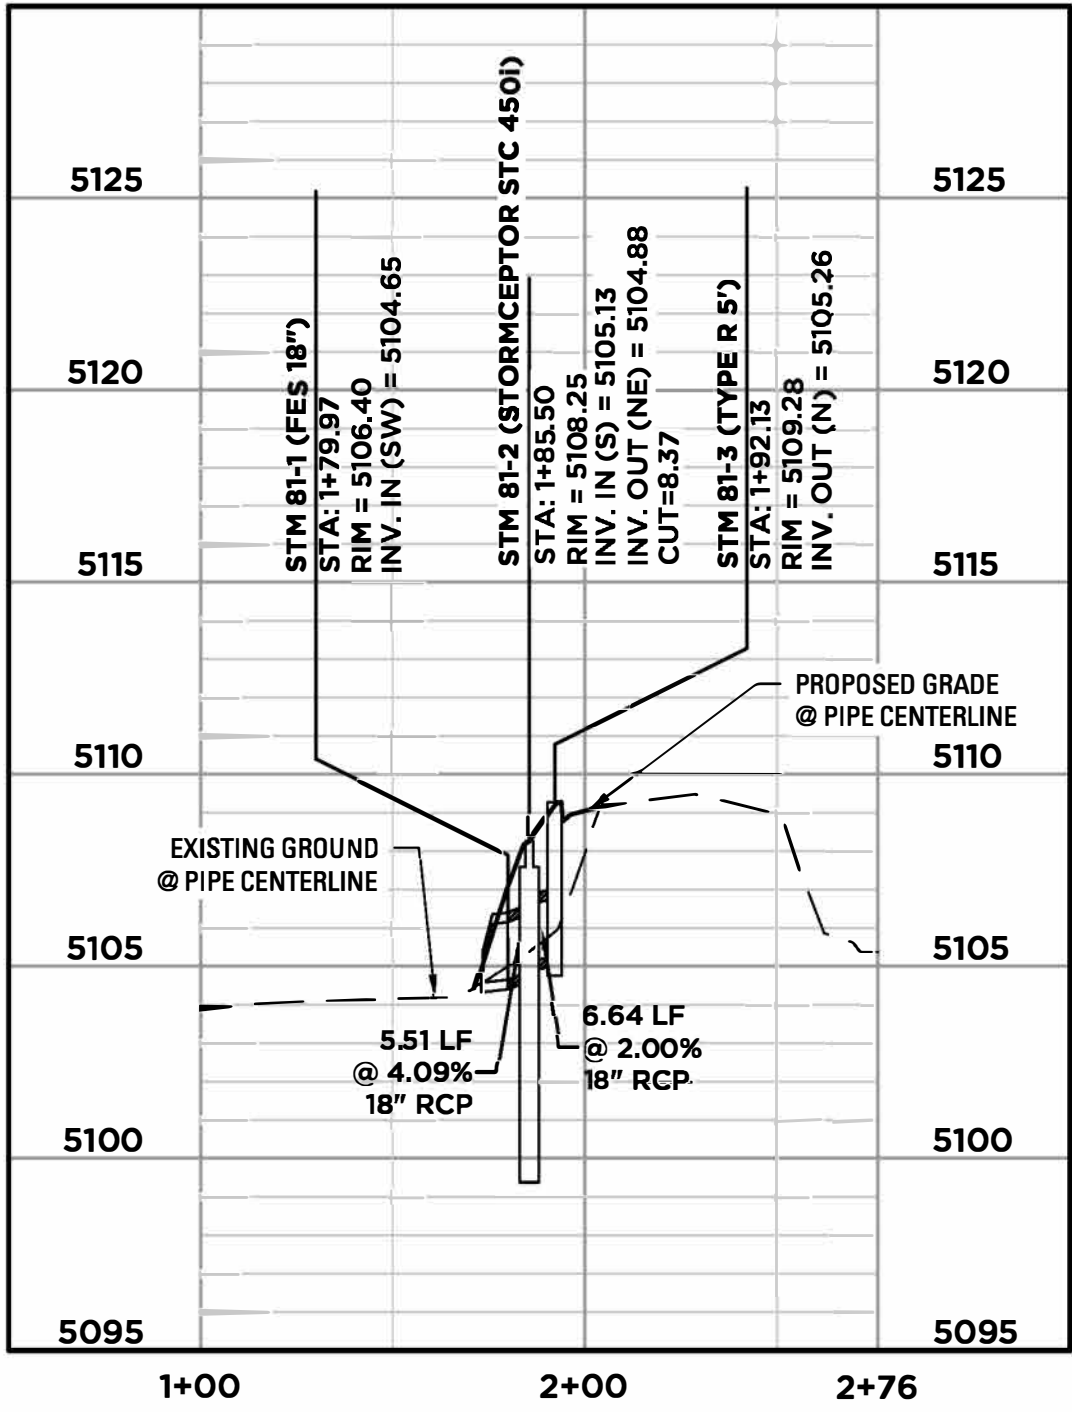 5125
5120
5115
5110
5105
5100
5095
STM 81-1 (FES 18")
STA: 1+79.97
RIM = 5106.40
INV. IN (SW) = 5104.65
STM 81-2 (STORMCEPTOR STC 450i)
STA: 1+85.50
RIM = 5108.25
INV. IN (S) = 5105.13
INV. OUT (NE) = 5104.88
CUT=8.37
STM 81-3 (TYPE R 5')
STA: 1+92.13
RIM = 5109.28
INV. OUT (N) = 5105.26
PROPOSED GRADE
@ PIPE CENTERLINE
EXISTING GROUND
@ PIPE CENTERLINE
5.51 LF
@ 4.09%
18" RCP
6.64 LF
@ 2.00%
18" RCP
5125
5120
5115
5110
5105
5100
5095
1+00
2+00
2+76